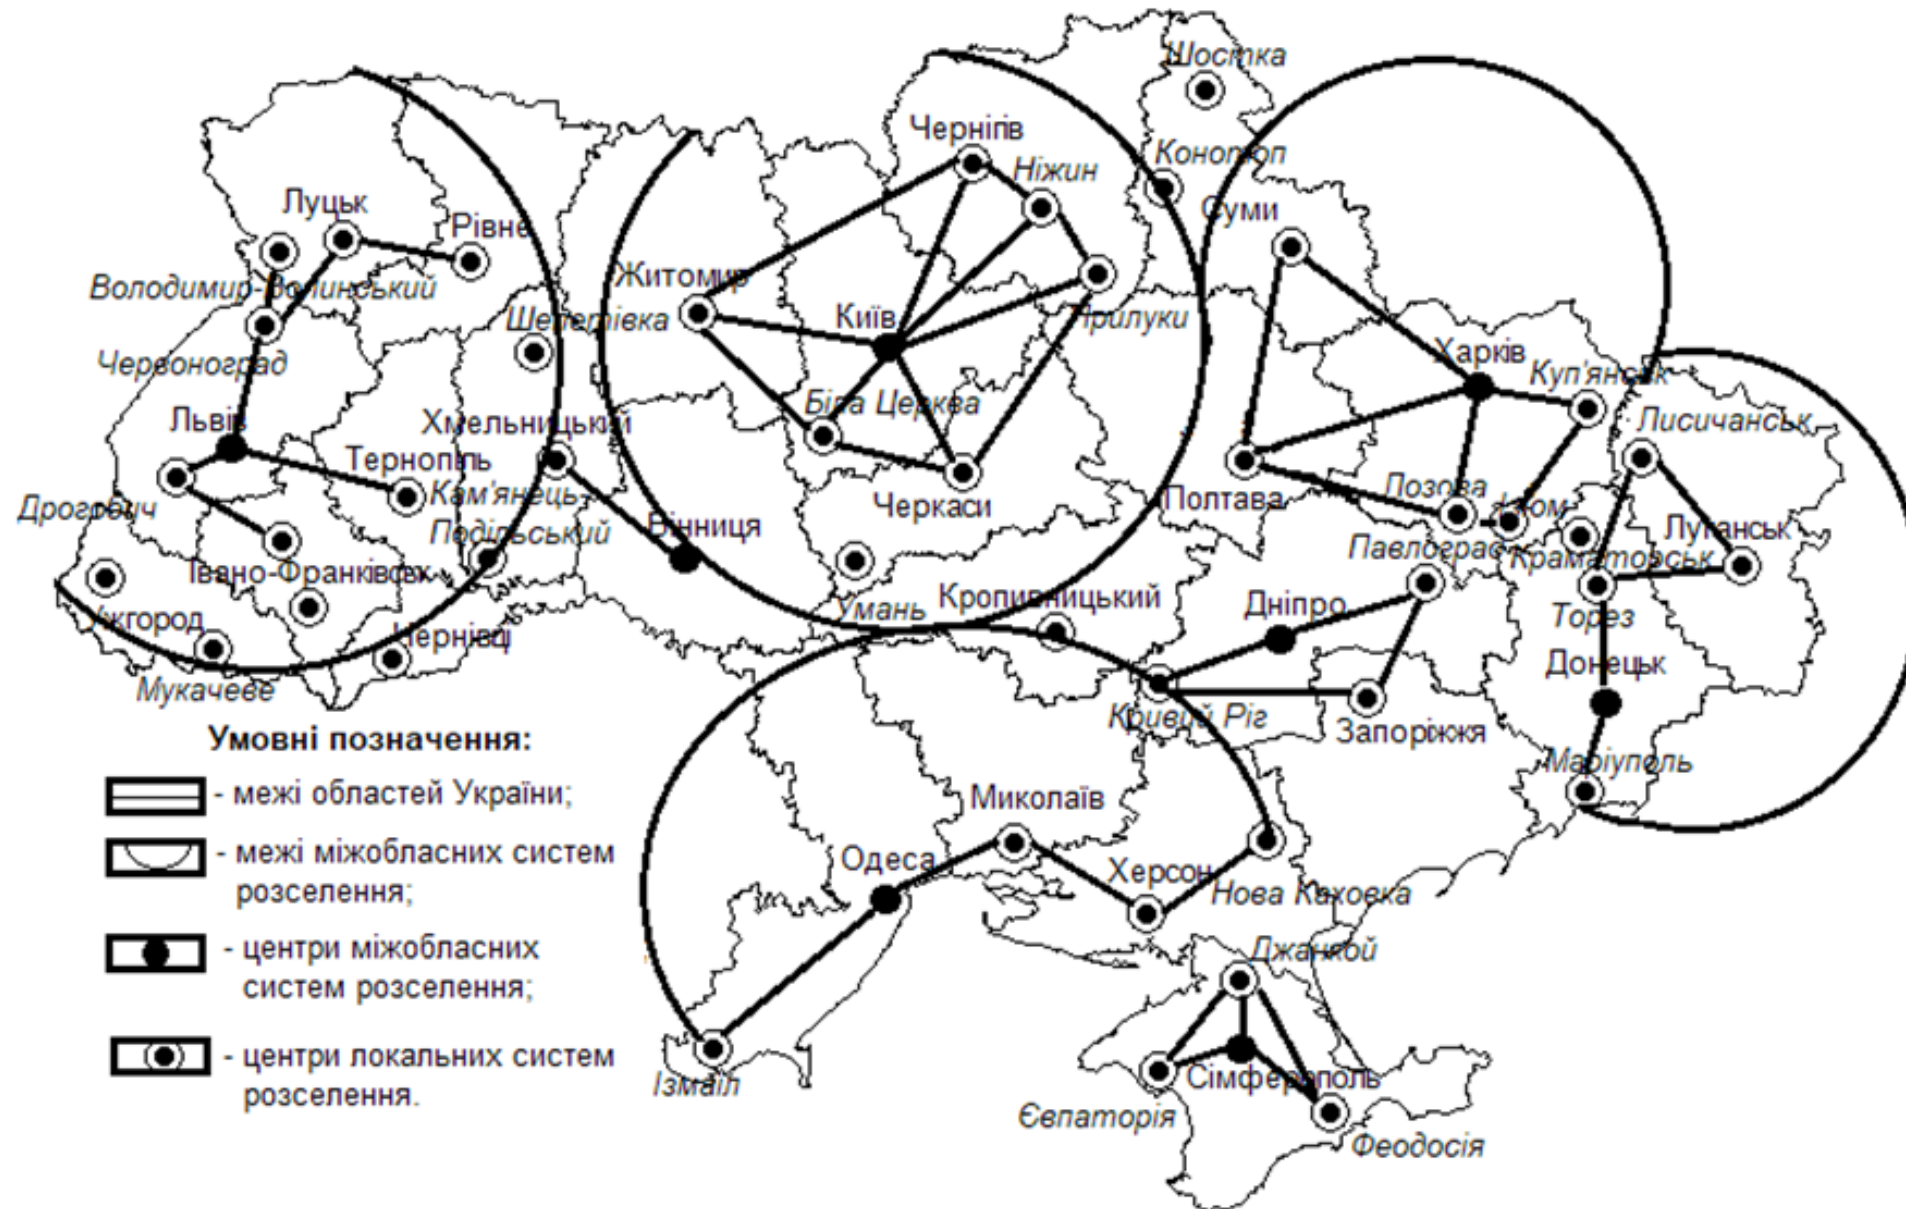 Шостка
Чернігів
Конотоп
Ніжин
Луцьк
Суми
Рівне
Житомир
Володимир-Волинський
Шепетівка
Київ
Прилуки
Червоноград
Харків
Куп'янськ
Біла Церква
Львів
Хмельницький
Лисичанськ
Тернопіль
Кам'янець-
Подільський
Дрогобич
Черкаси
Полтава
Лозова
Ізюм
Вінниця
Луганськ
Павлоград
Краматорськ
Івано-Франківськ
Умань
Кропивницький
Дніпро
Торез
Ужгород
Чернівці
Донецьк
Мукачеве
Кривий Ріг
Запоріжжя
Маріуполь
Миколаїв
Одеса
Херсон
Нова Каховка
Джанкой
Ізмаїл
Сімферополь
Євпаторія
Феодосія
Умовні позначення:
- межі областей України;
- межі міжобласних систем
розселення;
- центри міжобласних
систем розселення;
- центри локальних систем
розселення.